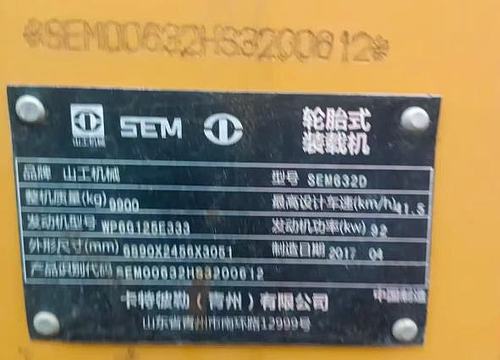 *SEM00632HS3200612*
山工机械 SEM 轮胎式
装载机
品牌 山工机械 型号 SEM632D
整机质量(kg) 9900 最高设计车速(km/h) 41.5
发动机型号 WP6G125E333 发动机功率(kw) 92
外形尺寸(mm) 6690X2456X3051 制造日期 2017 04
产品识别代码 SEM00632HS3200612
卡特彼勒(青州)有限公司 中国制造
山东省青州市南环路12999号